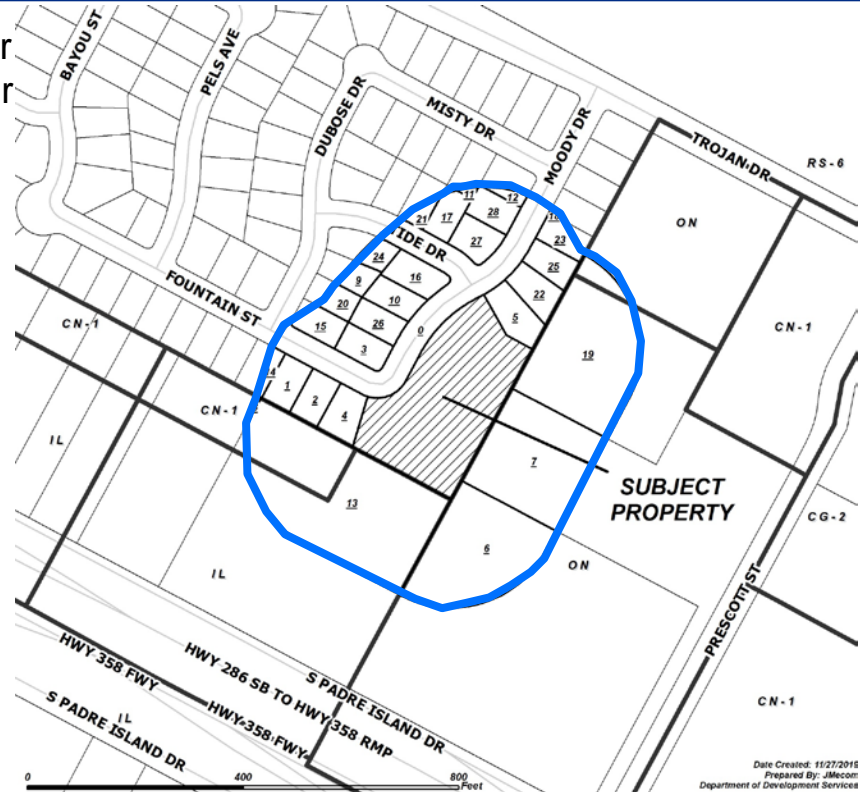 r
r
BAYOU ST
PELS AVE
DUBOSE DR
MISTY DR
MOODY DR
TROJAN DR
RS-6
ON
CN-1
11
12
21
17
28
27
23
25
22
5
TIDE DR
24
16
9
10
20
26
15
3
0
FOUNTAIN ST
CN-1
CN-1
IL
1
2
4
19
7
6
13
SUBJECT
PROPERTY
CG-2
ON
IL
PRESCOTT ST
CN-1
HWY 358 FWY
HWY 286 SB TO HWY 358 RMP
S PADRE ISLAND DR
HWY 358 FWY
S PADRE ISLAND DR
IL
0
400
800
Feet
Date Created: 11/27/2019
Prepared By: JMecom
Department of Development Services